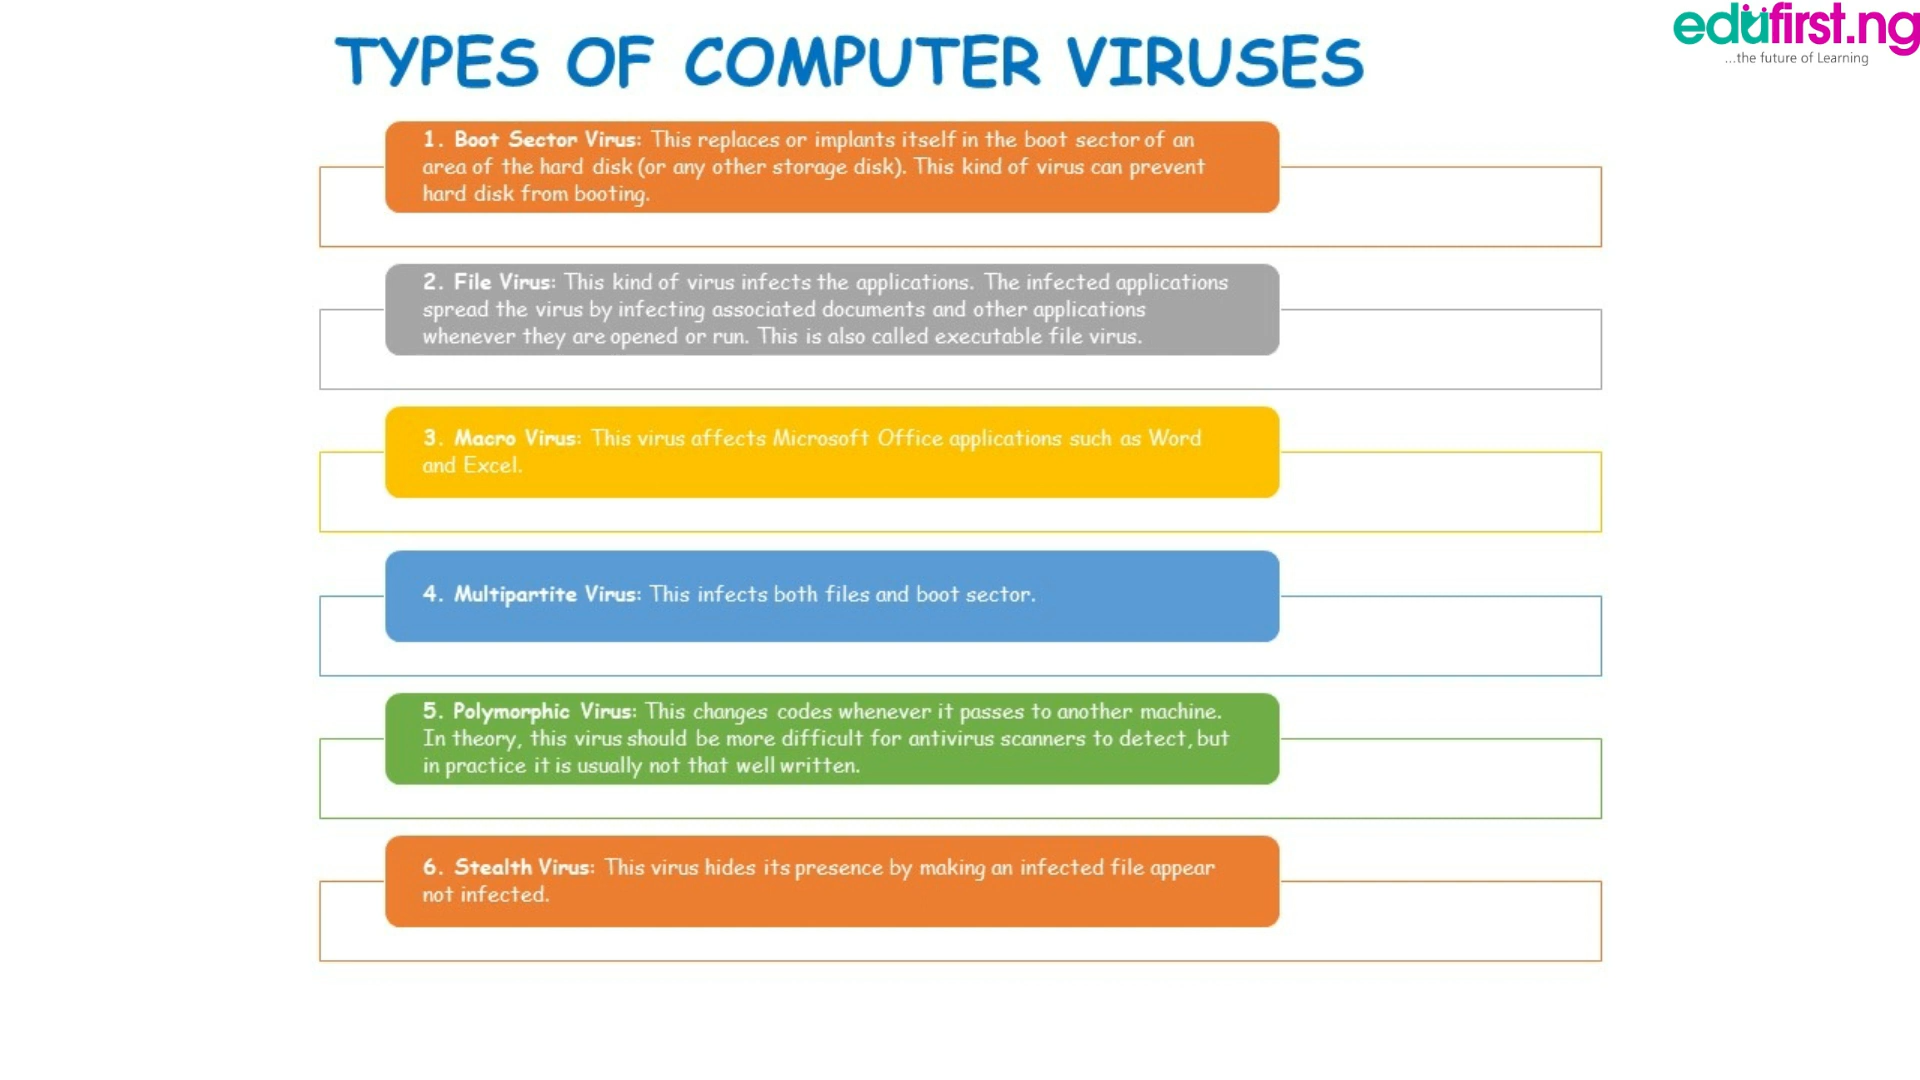 edufirst.ng
...the future of Learning
TYPES OF COMPUTER VIRUSES
1. Boot Sector Virus: This replaces or implants itself in the boot sector of an
area of the hard disk (or any other storage disk). This kind of virus can prevent
hard disk from booting.
2. File Virus: This kind of virus infects the applications. The infected applications
spread the virus by infecting associated documents and other applications
whenever they are opened or run. This is also called executable file virus.
3. Macro Virus: This virus affects Microsoft Office applications such as Word
and Excel.
4. Multipartite Virus: This infects both files and boot sector.
5. Polymorphic Virus: This changes codes whenever it passes to another machine.
In theory, this virus should be more difficult for antivirus scanners to detect, but
in practice it is usually not that well written.
6. Stealth Virus: This virus hides its presence by making an infected file appear
not infected.